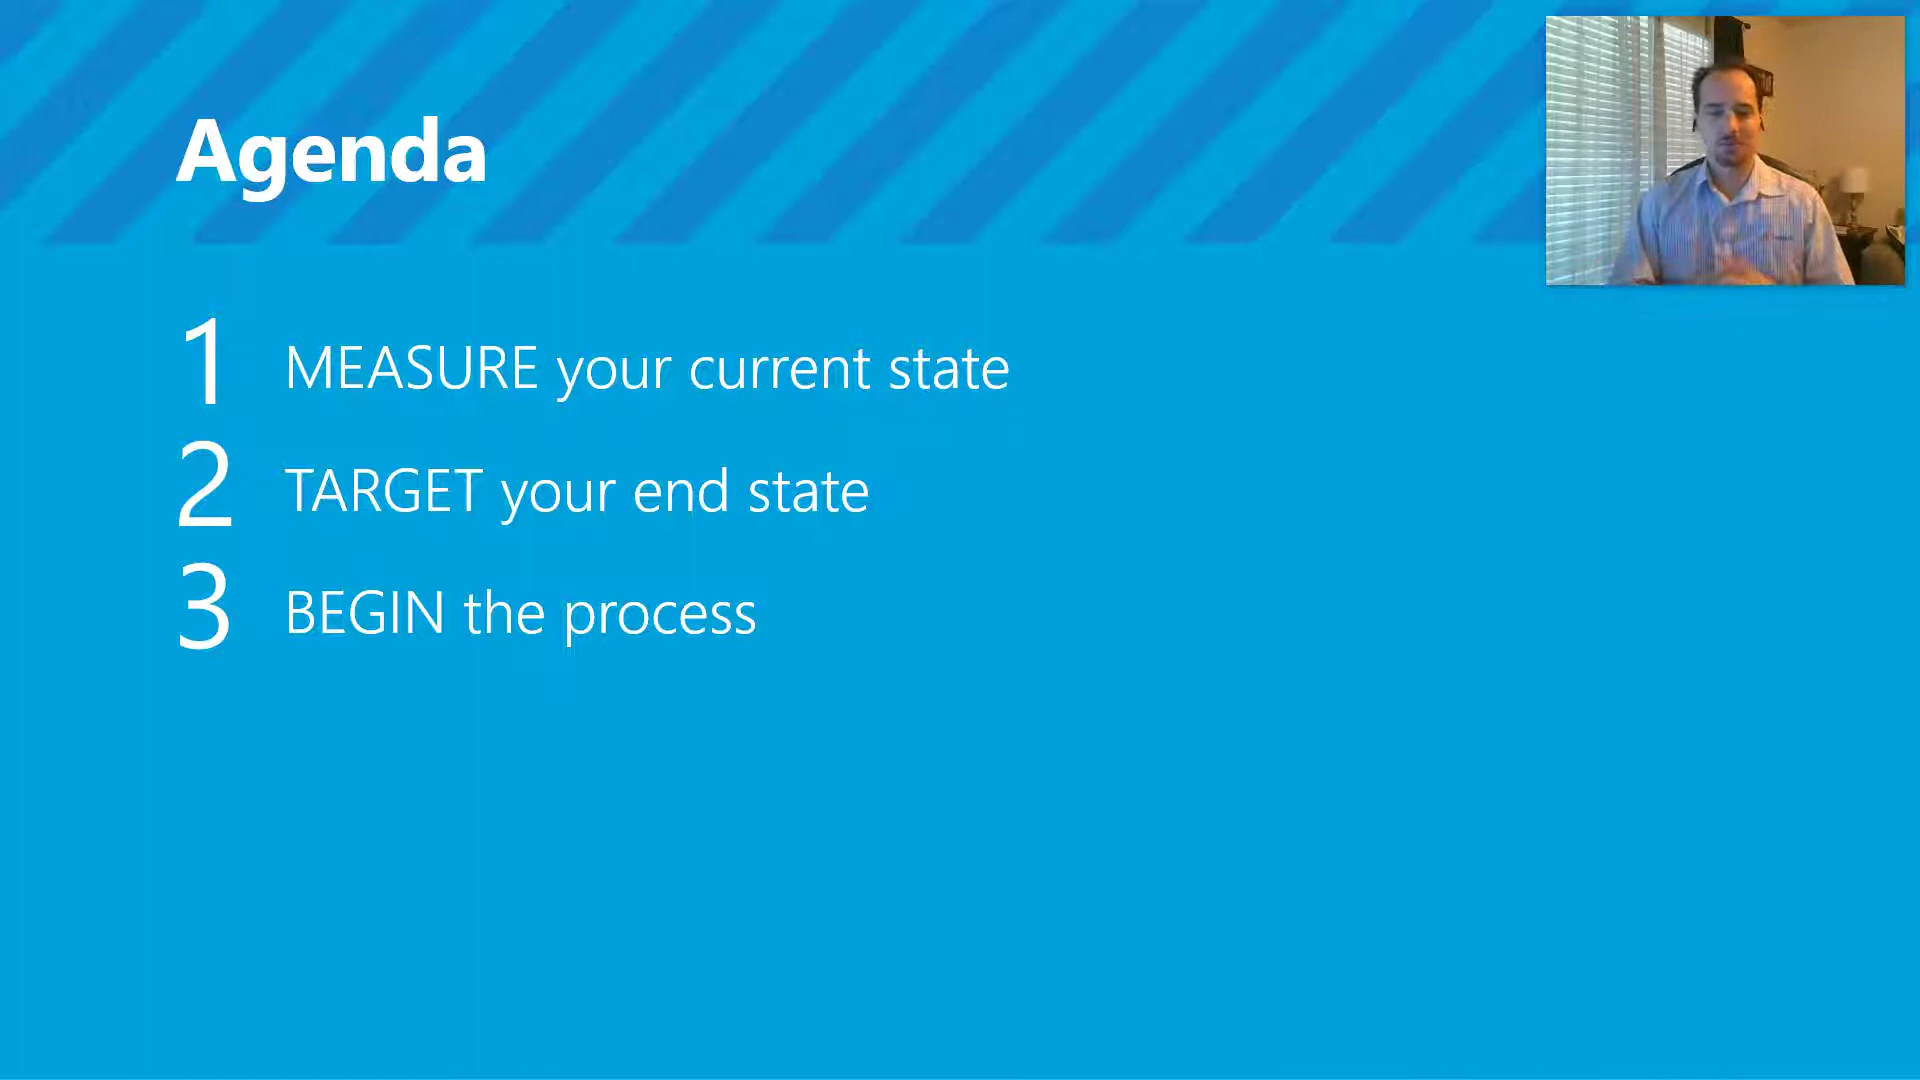 Agenda
1 MEASURE your current state
2 TARGET your end state
3 BEGIN the process